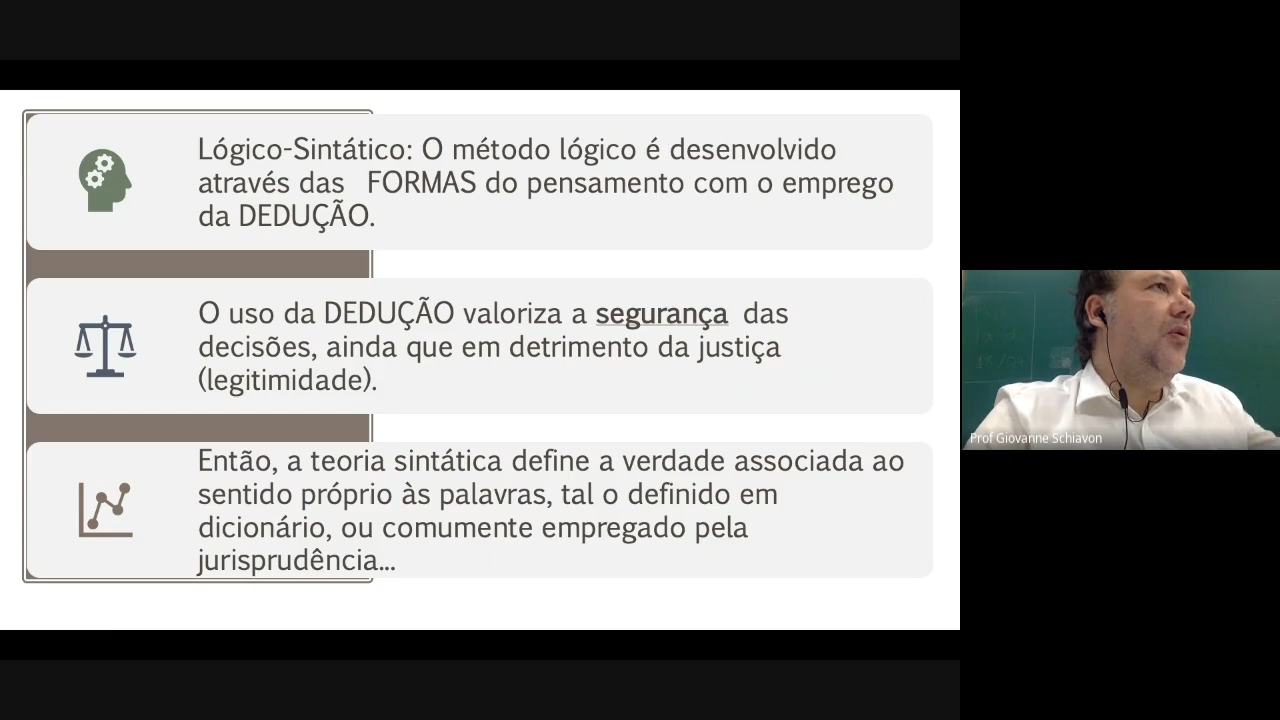 Lógico-Sintático: O método lógico é desenvolvido
através das FORMAS do pensamento com o emprego
da DEDUÇÃO.
O uso da DEDUÇÃO valoriza a segurança das
decisões, ainda que em detrimento da justiça
(legitimidade).
Então, a teoria sintática define a verdade associada ao
sentido próprio às palavras, tal o definido em
dicionário, ou comumente empregado pela
jurisprudência...
Prof Giovanne Schiavon